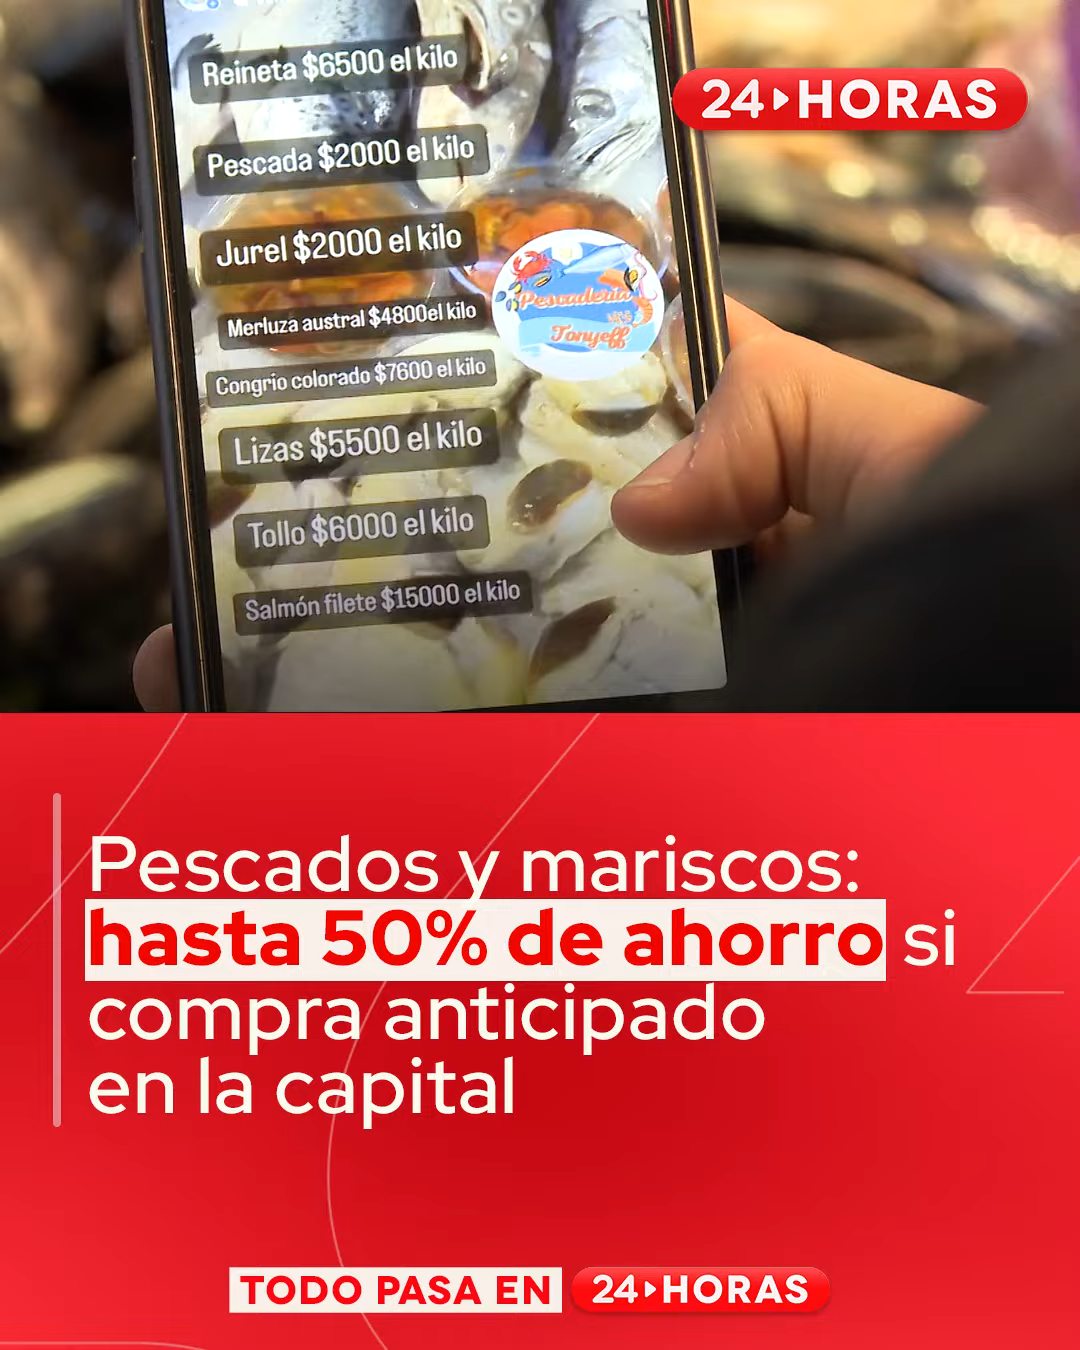 24 HORAS
Reineta $6500 el kilo
Pescada $2000 el kilo
Jurel $2000 el kilo
Merluza austral $4800el kilo
Congrio colorado $7600 el kilo
Lizas $5500 el kilo
Tollo $6000 el kilo
Salmón filete $15000 el kilo
Pescadería
Tonyeff
Pescados y mariscos:
hasta 50% de ahorro si
compra anticipado
en la capital
TODO PASA EN 24 HORAS